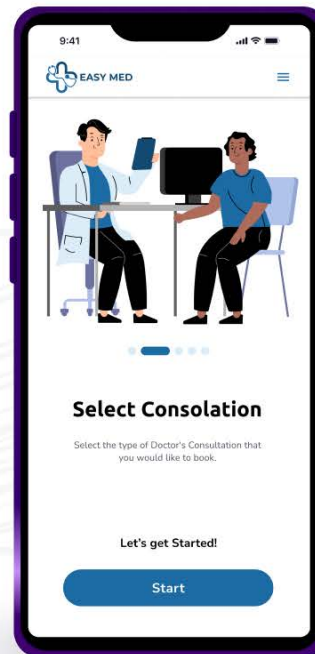 9:41
EASY MED
Select Consolation
Select the type of Doctor's Consultation that
you would like to book.
Let's get Started!
Start